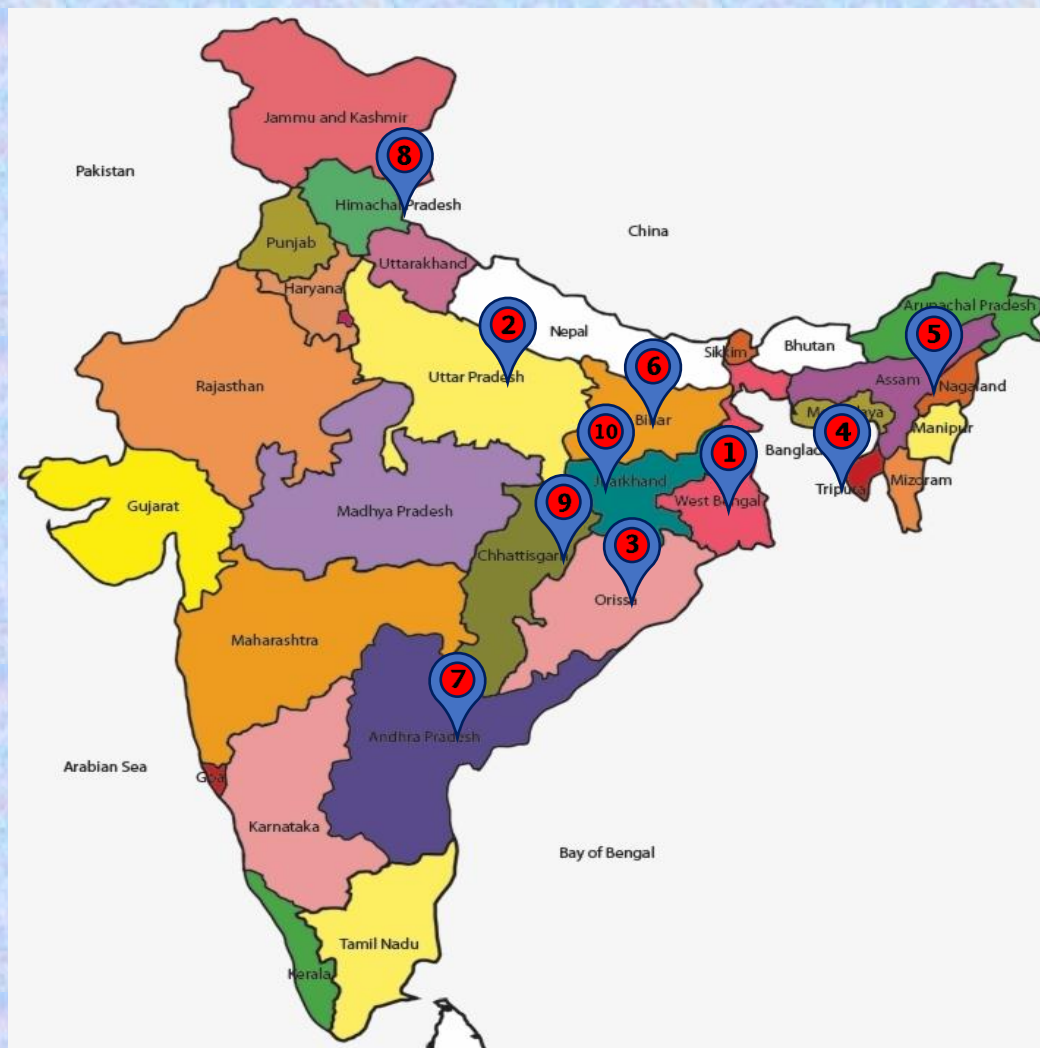 Jammu and Kashmir
8
Pakistan
Himachal Pradesh
China
Punjab
Uttarakhand
Haryana
Arunachal Pradesh
2
Nepal
5
Bhutan
Sikkim
6
Rajasthan
Uttar Pradesh
Assam
Nagaland
Bihar
10
4
Manipur
1
Jharkhand
Tripura
Mizoram
9
West Bengal
Gujarat
Madhya Pradesh
3
Chhattisgarh
Orissa
Maharashtra
7
Andhra Pradesh
Arabian Sea
Goa
Karnataka
Bay of Bengal
Tamil Nadu
Kerala